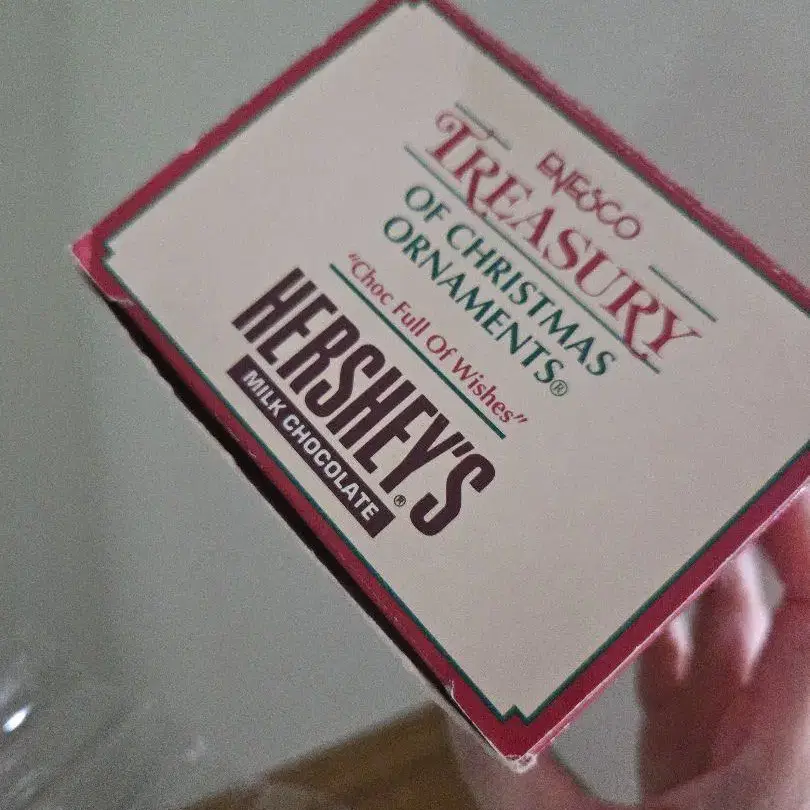 ENESCO
TREASURY
OF CHRISTMAS
ORNAMENTS®
"Choc Full Of Wishes"
HERSHEY'S®
MILK CHOCOLATE